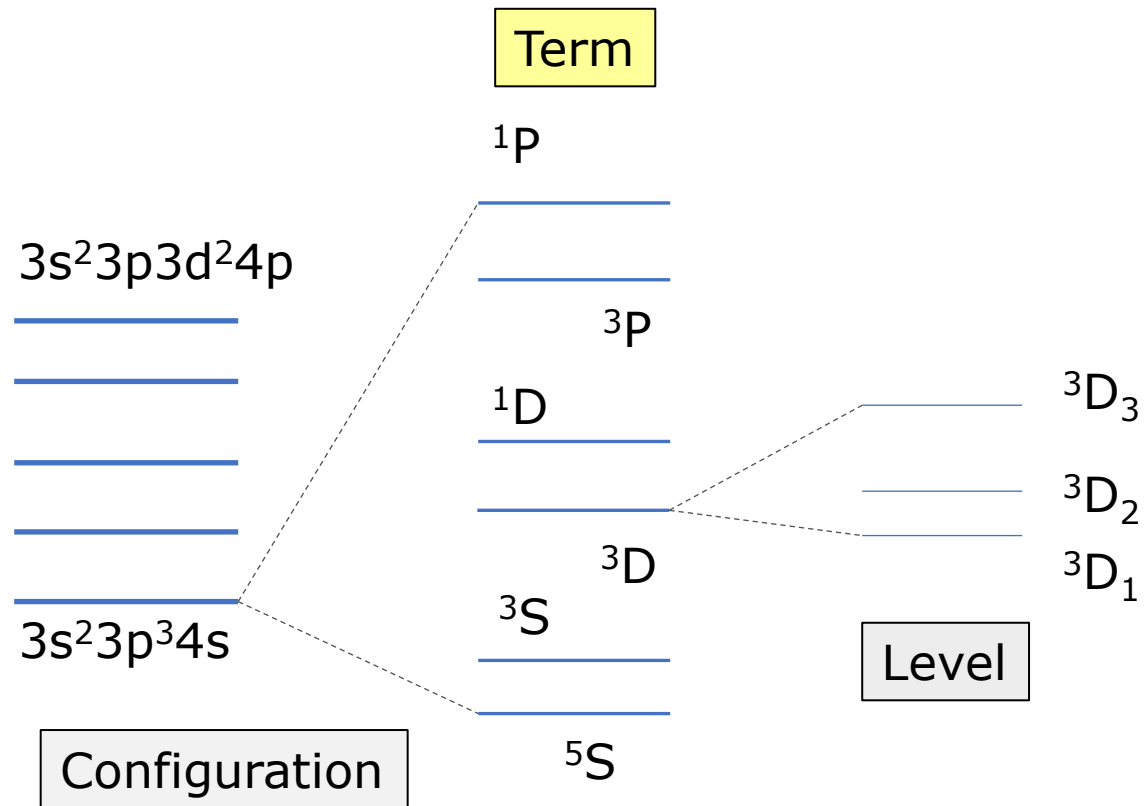 Term
¹P
3s²3p3d²4p
³P
¹D
³D₃
³D₂
³D
³D₁
³S
3s²3p³4s
Level
⁵S
Configuration